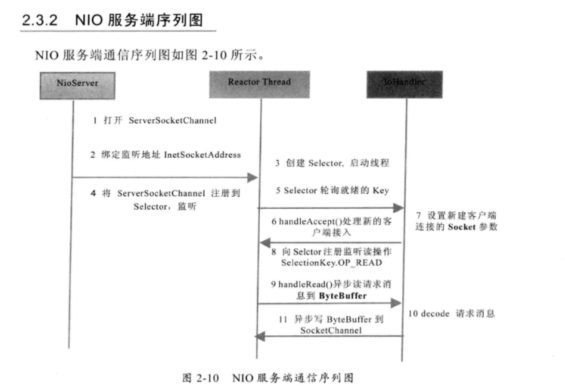 2.3.2 NIO 服务端序列图
NIO 服务端通信序列图如图 2-10 所示。
NioServer
Reactor Thread
IoHandler
1 打开 ServerSocketChannel
2 绑定监听地址 InetSocketAddress
3 创建 Selector, 启动线程
4 将 ServerSocketChannel 注册到
Selector, 监听
5 Selector 轮询就绪的 Key
6 handleAccept()处理新的客
户端接入
7 设置新建客户端
连接的 Socket 参数
8 向 Selctor 注册监听读操作
SelectionKey.OP_READ
9 handleRead()异步读请求消
息到 ByteBuffer
10 decode 请求消息
11 异步写 ByteBuffer 到
SocketChannel
图 2-10 NIO 服务端通信序列图